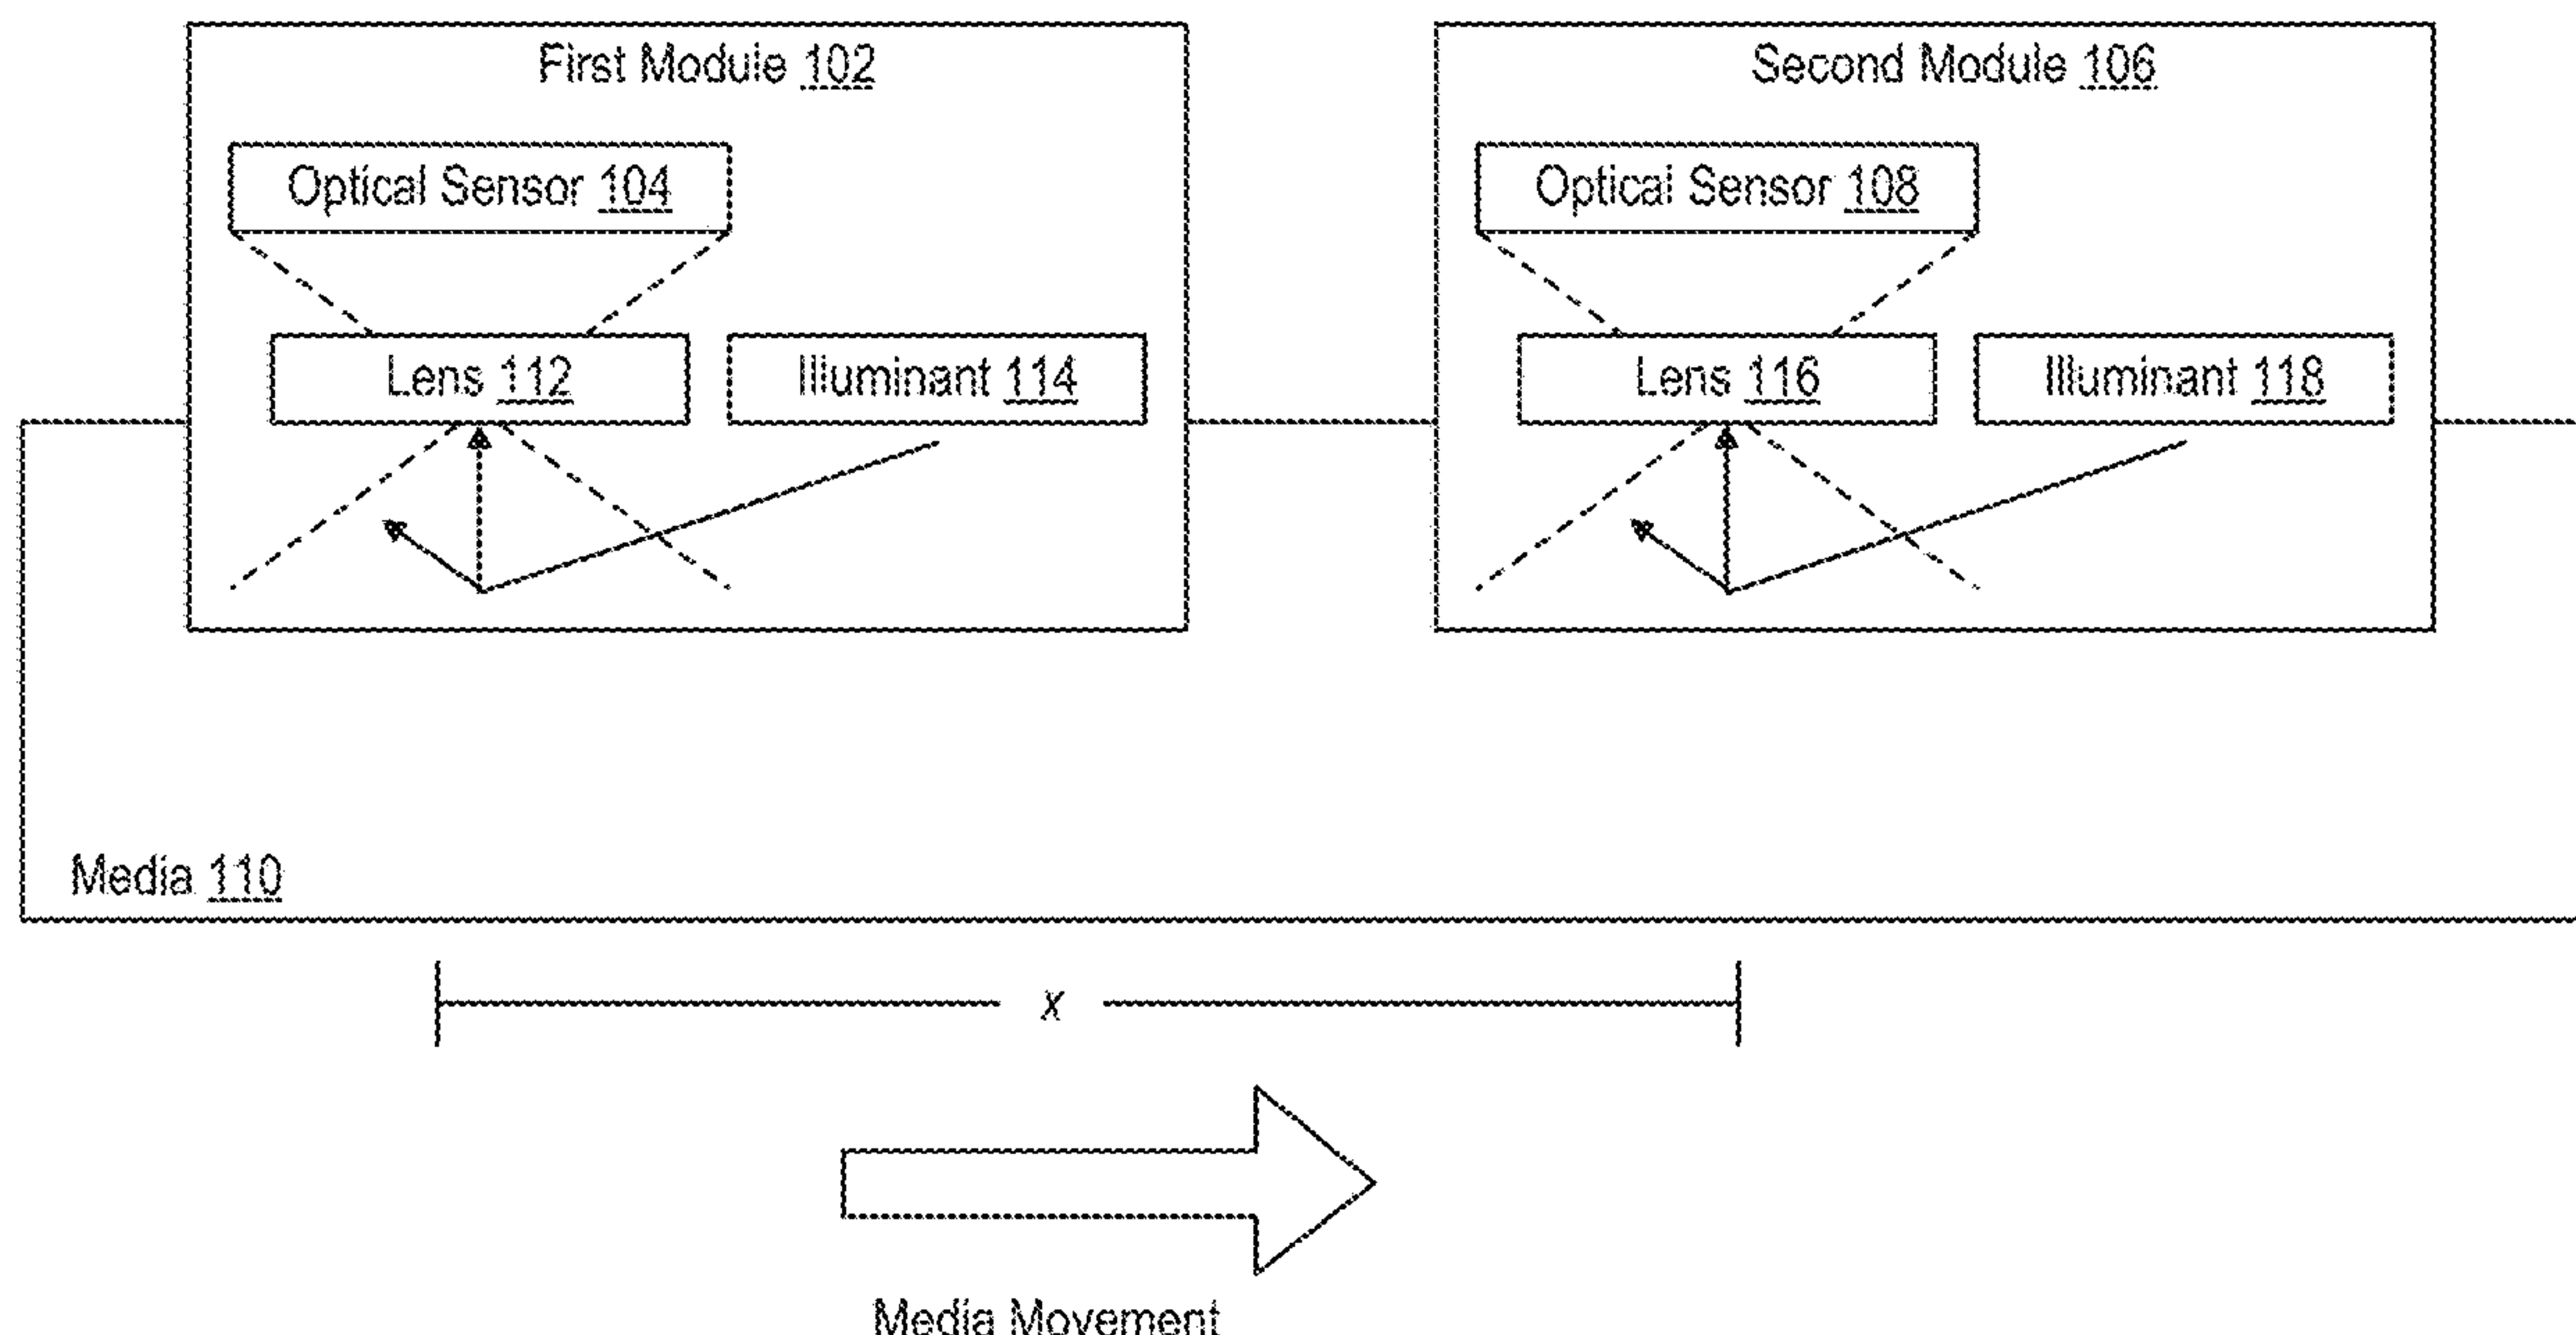 First Module 102
Second Module 106
Optical Sensor 104
Optical Sensor 108
Lens 112
Illuminant 114
Lens 116
Illuminant 118
Media 110
x
Media Movement